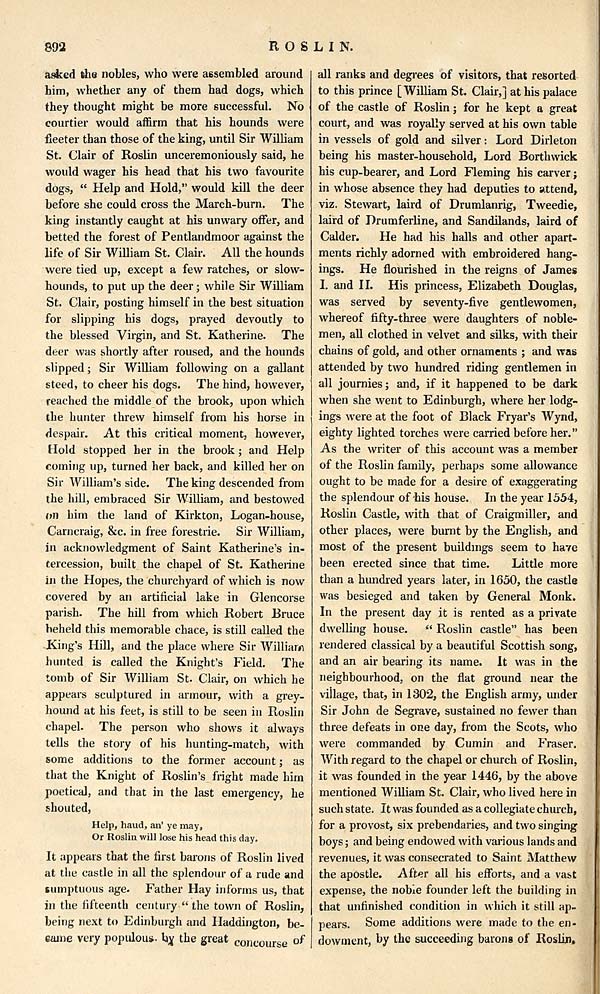 892
ROSLIN.
asked the nobles, who were assembled around
him, whether any of them had dogs, which
they thought might be more successful. No
courtier would affirm that his hounds were
fleeter than those of the king, until Sir William
St. Clair of Roslin unceremoniously said, he
would wager his head that his two favourite
dogs, “ Help and Hold,” would kill the deer
before she could cross the March-burn. The
king instantly caught at his unwary offer, and
betted the forest of Pentlandmoor against the
life of Sir William St. Clair. All the hounds
were tied up, except a few ratches, or slow-
hounds, to put up the deer; while Sir William
St. Clair, posting himself in the best situation
for slipping his dogs, prayed devoutly to
the blessed Virgin, and St. Katherine. The
deer was shortly after roused, and the hounds
slipped; Sir William following on a gallant
steed, to cheer his dogs. The hind, however,
reached the middle of the brook, upon which
the hunter threw himself from his horse in
despair. At this critical moment, however,
Hold stopped her in the brook; and Help
coming up, turned her back, and killed her on
Sir William's side. The king descended from
the hill, embraced Sir William, and bestowed
on him the land of Kirkton, Logan-house,
Carncraig, &c. in free forestrie. Sir William,
in acknowledgment of Saint Katherine's in-
tercession, built the chapel of St. Katherine
in the Hopes, the churchyard of which is now
covered by an artificial lake in Glencorse
parish. The hill from which Robert Bruce
beheld this memorable chace, is still called the
King's Hill, and the place where Sir William
hunted is called the Knight's Field. The
tomb of Sir William St. Clair, on which he
appears sculptured in armour, with a grey-
hound at his feet, is still to be seen in Roslin
chapel. The person who shows it always
tells the story of his hunting-match, with
some additions to the former account; as
that the Knight of Roslin's fright made him
poetical, and that in the last emergency, he
shouted,
Help, haud, an' ye may,
Or Roslin will lose his head this day.
It appears that the first barons of Roslin lived
at the castle in all the splendour of a rude and
sumptuous age. Father Hay informs us, that
in the fifteenth century “ the town of Roslin,
being next to Edinburgh and Haddington, be-
came very populous by the great concourse of
all ranks and degrees of visitors, that resorted
to this prince [William St. Clair,] at his palace
of the castle of Roslin; for he kept a great
court, and was royally served at his own table
in vessels of gold and silver: Lord Dirleton
being his master-household, Lord Borthwick
his cup-bearer, and Lord Fleming his carver;
in whose absence they had deputies to attend,
viz. Stewart, laird of Drumlanrig, Tweedie,
laird of Drumferline, and Sandilands, laird of
Calder. He had his halls and other apart-
ments richly adorned with embroidered hang-
ings. He flourished in the reigns of James
I. and II. His princess, Elizabeth Douglas,
was served by seventy-five gentlewomen,
whereof fifty-three were daughters of noble-
men, all clothed in velvet and silks, with their
chains of gold, and other ornaments ; and was
attended by two hundred riding gentlemen in
all journies; and, if it happened to be dark
when she went to Edinburgh, where her lodg-
ings were at the foot of Black Fryar's Wynd,
eighty lighted torches were carried before her.”
As the writer of this account was a member
of the Roslin family, perhaps some allowance
ought to be made for a desire of exaggerating
the splendour of his house. In the year 1554,
Roslin Castle, with that of Craigmiller, and
other places, were burnt by the English, and
most of the present buildings seem to have
been erected since that time. Little more
than a hundred years later, in 1650, the castle
was besieged and taken by General Monk.
In the present day it is rented as a private
dwelling house. “ Roslin castle” has been
rendered classical by a beautiful Scottish song,
and an air bearing its name. It was in the
neighbourhood, on the flat ground near the
village, that, in 1302, the English army, under
Sir John de Segrave, sustained no fewer than
three defeats in one day, from the Scots, who
were commanded by Cumin and Fraser.
With regard to the chapel or church of Roslin,
it was founded in the year 1446, by the above
mentioned William St. Clair, who lived here in
such state. It was founded as a collegiate church,
for a provost, six prebendaries, and two singing
boys; and being endowed with various lands and
revenues, it was consecrated to Saint Matthew
the apostle. After all his efforts, and a vast
expense, the noble founder left the building in
that unfinished condition in which it still ap-
pears. Some additions were made to the en-
dowment, by the succeeding barons of Roslin,